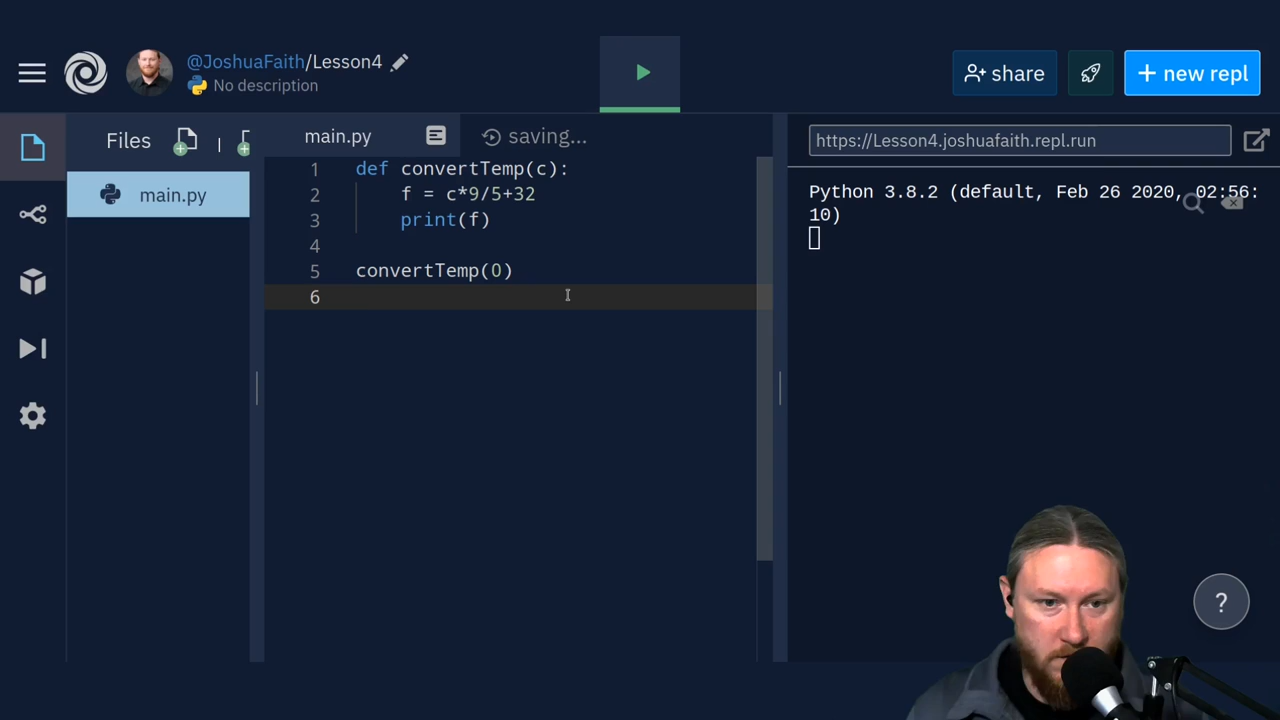 @JoshuaFaith/Lesson4
No description
share
+ new repl
Files
main.py
saving...
https://Lesson4.joshuafaith.repl.run
main.py
1 def convertTemp(c):
2 f = c*9/5+32
3 print(f)
4
5 convertTemp(0)
6
Python 3.8.2 (default, Feb 26 2020, 02:56:
10)
?